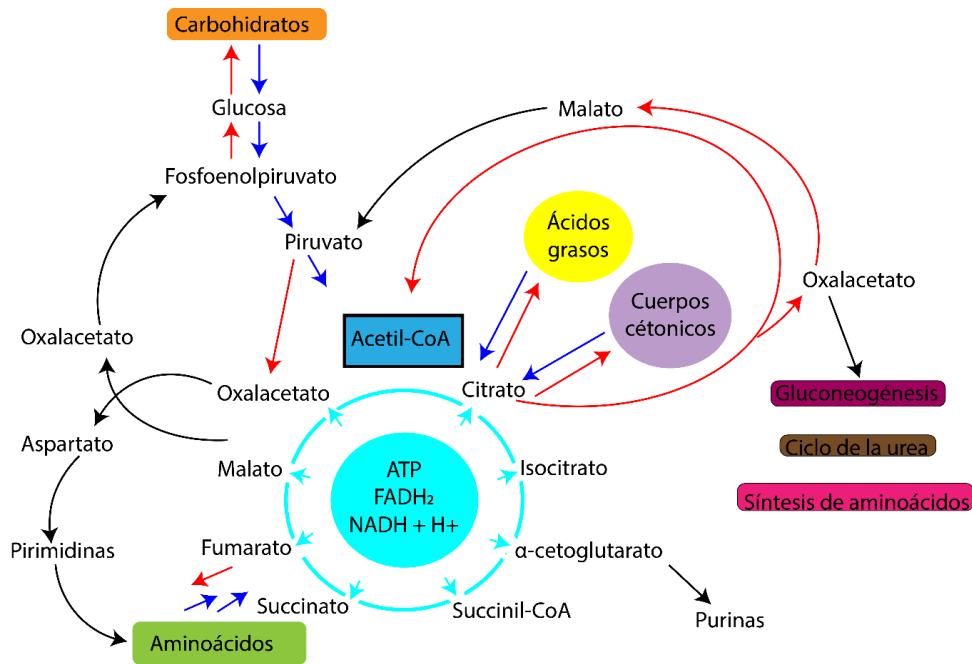 Carbohidratos
Glucosa
Malato
Fosfoenolpiruvato
Ácidos
grasos
Piruvato
Oxalacetato
Cuerpos
cétonicos
Oxalacetato
Acetil-CoA
Oxalacetato
Citrato
Gluconeogénesis
Aspartato
Ciclo de la urea
Malato
ATP
FADH₂
NADH + H+
Isocitrato
Síntesis de aminoácidos
Pirimidinas
Fumarato
α-cetoglutarato
Succinato
Succinil-CoA
Purinas
Aminoácidos